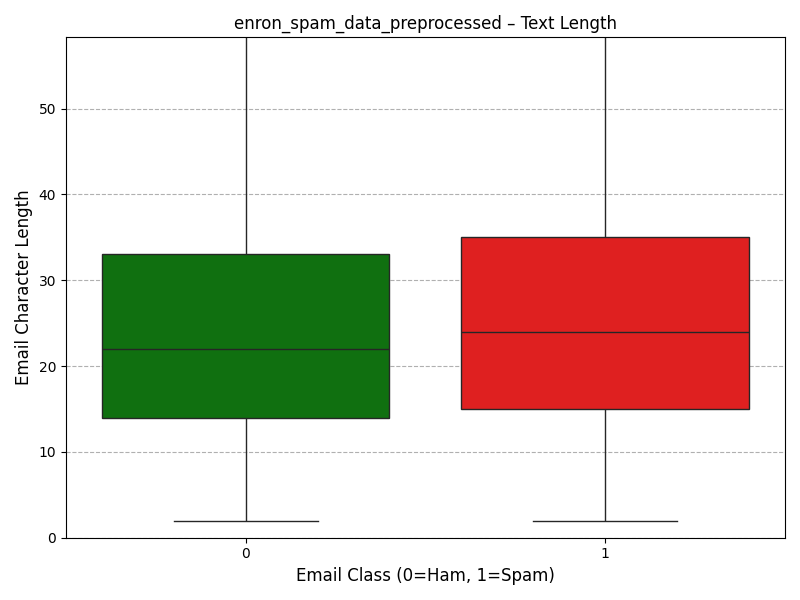 enron_spam_data_preprocessed – Text Length
Email Character Length
50
40
30
20
10
0
0
1
Email Class (0=Ham, 1=Spam)